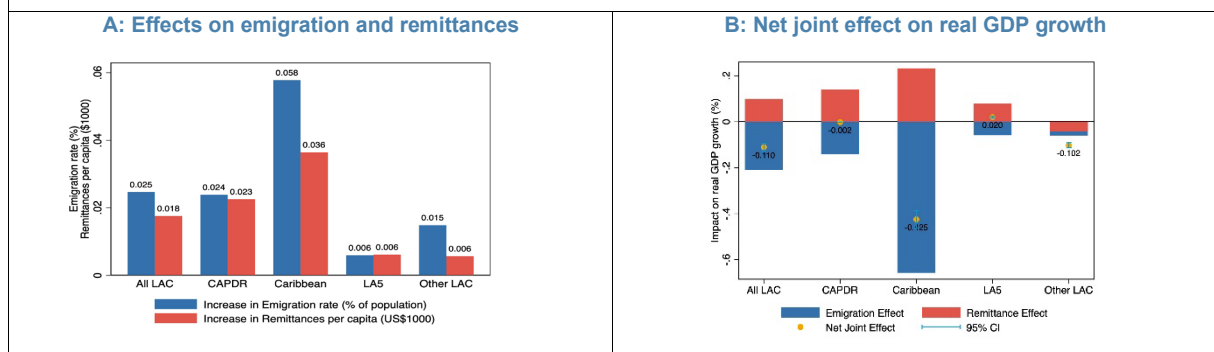 A: Effects on emigration and remittances
Emigration rate (%)
Remittances per capita ($1000)
.06
.04
.02
0
0.025
0.018
0.024
0.023
0.058
0.036
0.006
0.006
0.015
0.006
All LAC
CAPDR
Caribbean
LA5
Other LAC
Increase in Emigration rate (% of population)
Increase in Remittances per capita (US$1000)
B: Net joint effect on real GDP growth
Impact on real GDP growth (%)
.2
0
-.2
-.4
-.6
-0.110
-0.002
0.020
-0.102
All LAC
CAPDR
Caribbean
LA5
Other LAC
Emigration Effect
Remittance Effect
Net Joint Effect
95% CI